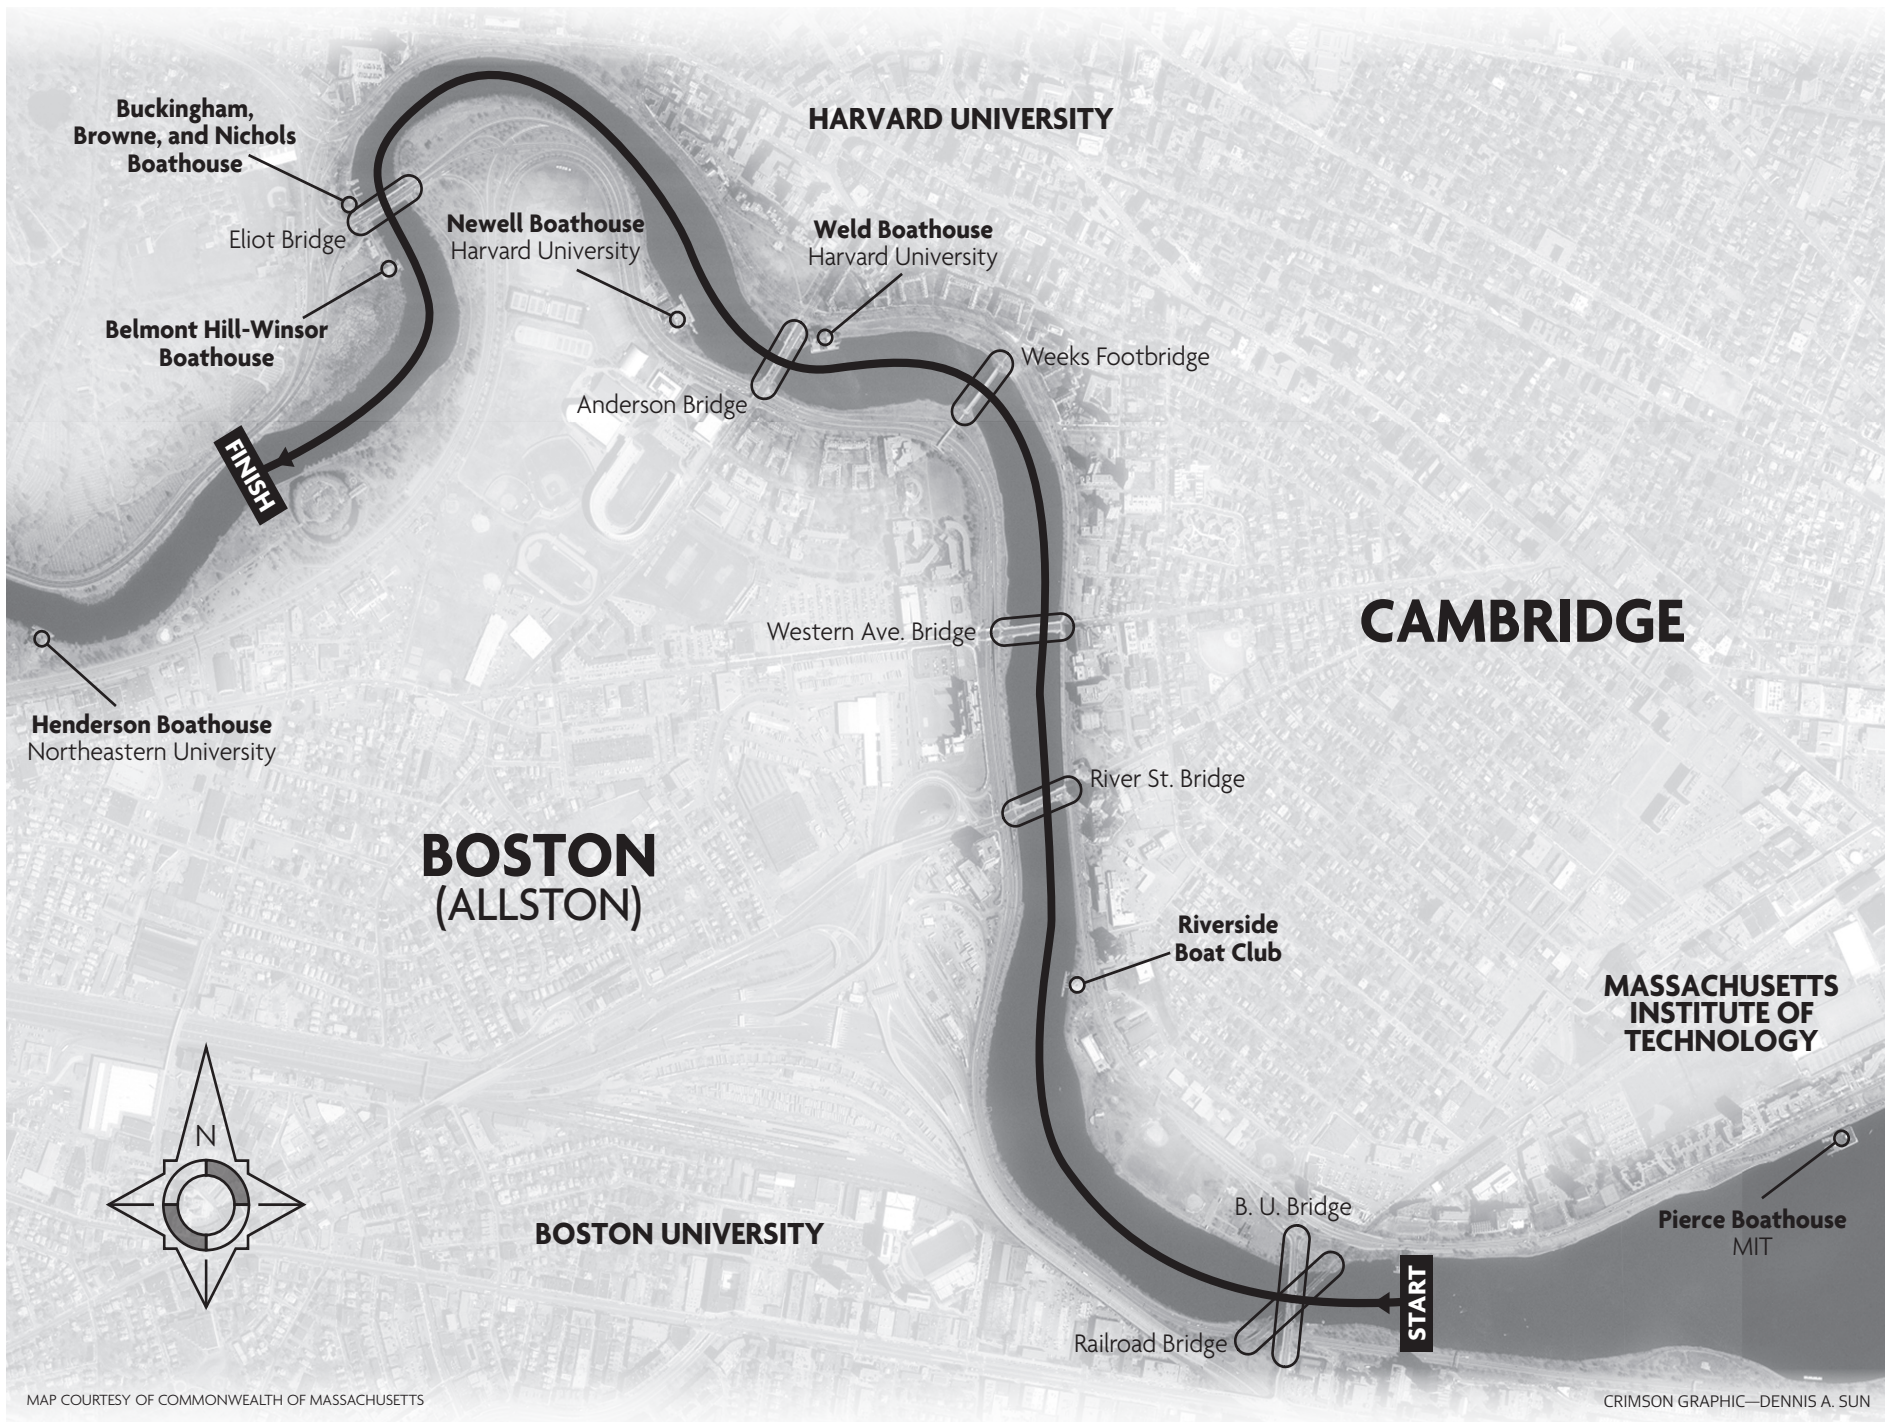 Buckingham,
Browne, and Nichols
Boathouse
HARVARD UNIVERSITY
Eliot Bridge
Newell Boathouse
Harvard University
Weld Boathouse
Harvard University
Belmont Hill-Winsor
Boathouse
Weeks Footbridge
Anderson Bridge
FINISH
Western Ave. Bridge
CAMBRIDGE
Henderson Boathouse
Northeastern University
River St. Bridge
BOSTON
(ALLSTON)
Riverside
Boat Club
MASSACHUSETTS
INSTITUTE OF
TECHNOLOGY
N
B. U. Bridge
BOSTON UNIVERSITY
Pierce Boathouse
MIT
START
Railroad Bridge
MAP COURTESY OF COMMONWEALTH OF MASSACHUSETTS
CRIMSON GRAPHIC—DENNIS A. SUN